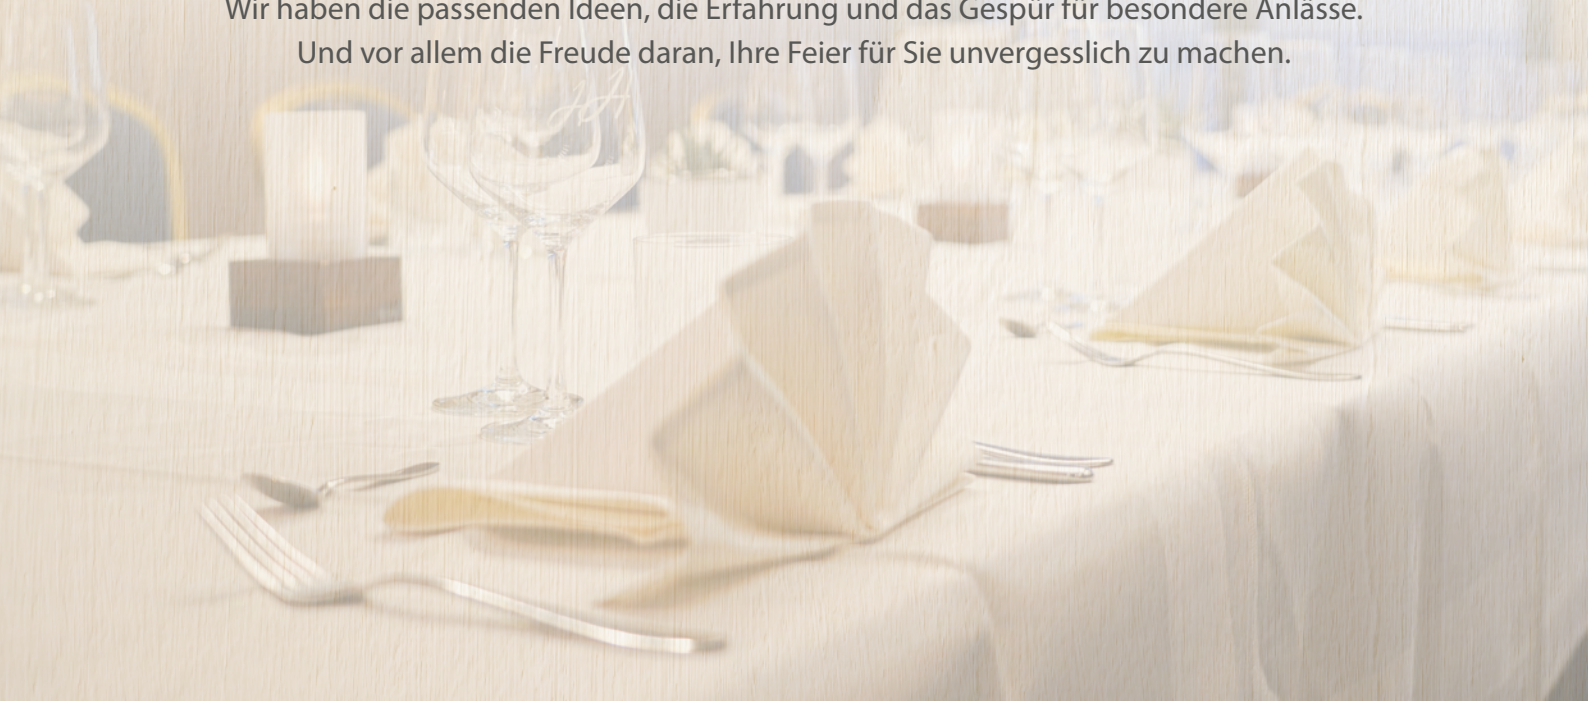 Wir haben die passenden Ideen, die Erfahrung und das Gespür für besondere Anlässe.
Und vor allem die Freude daran, Ihre Feier für Sie unvergesslich zu machen.